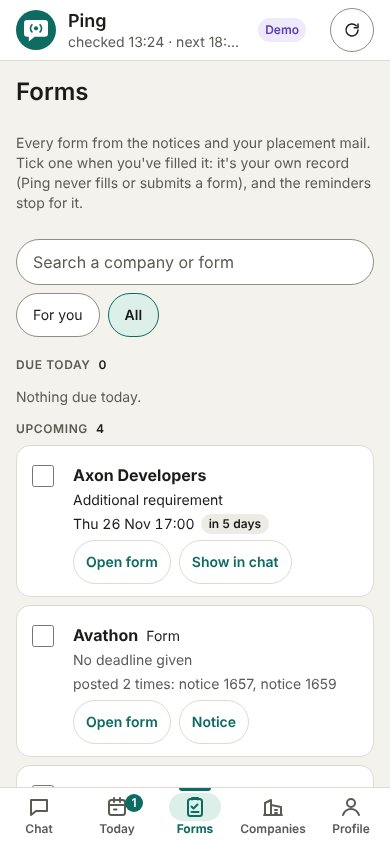 Ping
checked 13:24 · next 18:...
Demo
Forms
Every form from the notices and your placement mail.
Tick one when you've filled it: it's your own record
(Ping never fills or submits a form), and the reminders
stop for it.
Search a company or form
For you
All
DUE TODAY 0
Nothing due today.
UPCOMING 4
Axon Developers
Additional requirement
Thu 26 Nov 17:00 in 5 days
Open form
Show in chat
Avathon Form
No deadline given
posted 2 times: notice 1657, notice 1659
Open form
Notice
1
Chat
Today
Forms
Companies
Profile